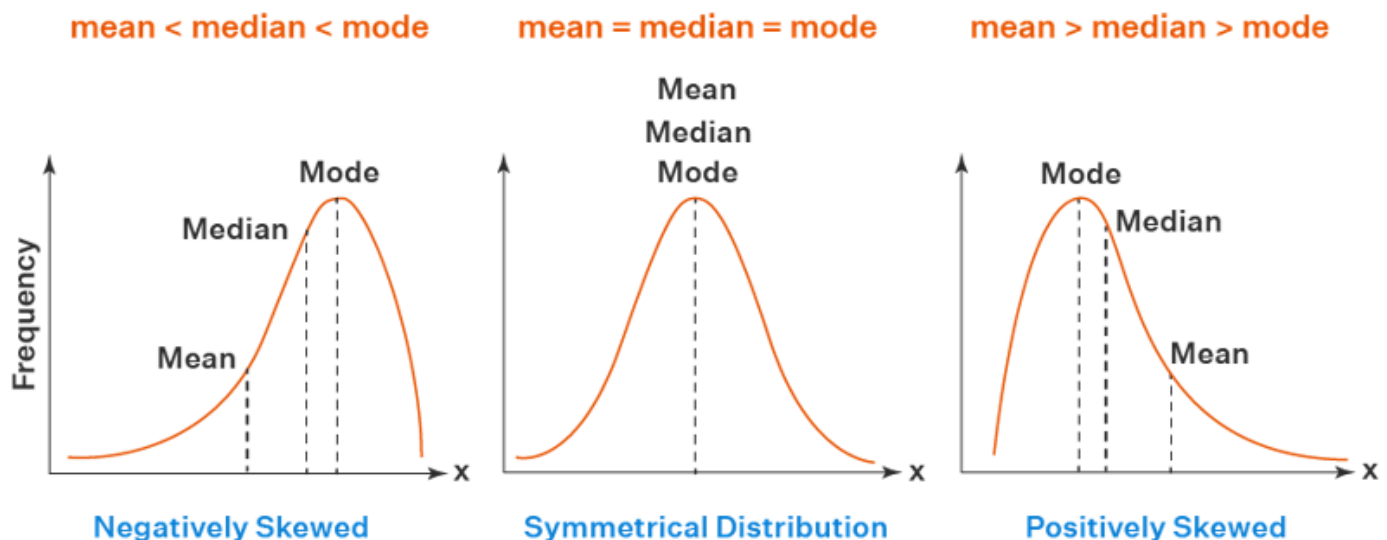 mean < median < mode
mean = median = mode
mean > median > mode
Frequency
Mean
Median
Mode
x
Negatively Skewed
Mean
Median
Mode
x
Symmetrical Distribution
Mode
Median
Mean
x
Positively Skewed